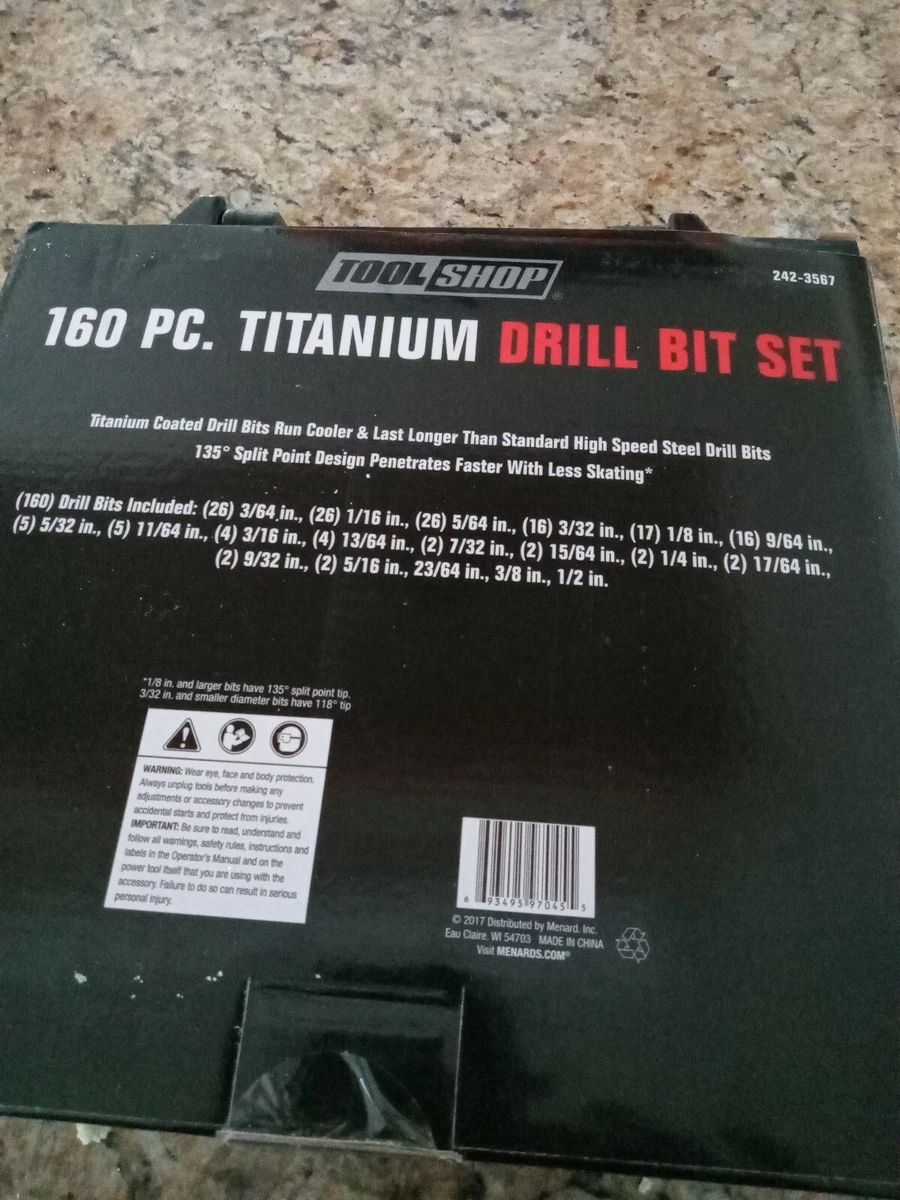 TOOL SHOP®
242-3567
160 PC. TITANIUM DRILL BIT SET
Titanium Coated Drill Bits Run Cooler & Last Longer Than Standard High Speed Steel Drill Bits
135° Split Point Design Penetrates Faster With Less Skating*
(160) Drill Bits Included: (26) 3/64 in., (26) 1/16 in., (26) 5/64 in., (16) 3/32 in., (17) 1/8 in., (16) 9/64 in.,
(5) 5/32 in., (5) 11/64 in., (4) 3/16 in., (4) 13/64 in., (2) 7/32 in., (2) 15/64 in., (2) 1/4 in., (2) 17/64 in.,
(2) 9/32 in., (2) 5/16 in., 23/64 in., 3/8 in., 1/2 in.
*1/8 in. and larger bits have 135° split point tip,
3/32 in. and smaller diameter bits have 118° tip
WARNING: Wear eye, face and body protection.
Always unplug tools before making any
adjustments or accessory changes to prevent
accidental starts and protect from injuries.
IMPORTANT: Be sure to read, understand and
follow all warnings, safety rules, instructions and
labels in the Operator's Manual and on the
power tool itself that you are using with the
accessory. Failure to do so can result in serious
personal injury.
6 93495 97045 5
© 2017 Distributed by Menard, Inc.
Eau Claire, WI 54703 MADE IN CHINA
Visit MENARDS.COM®